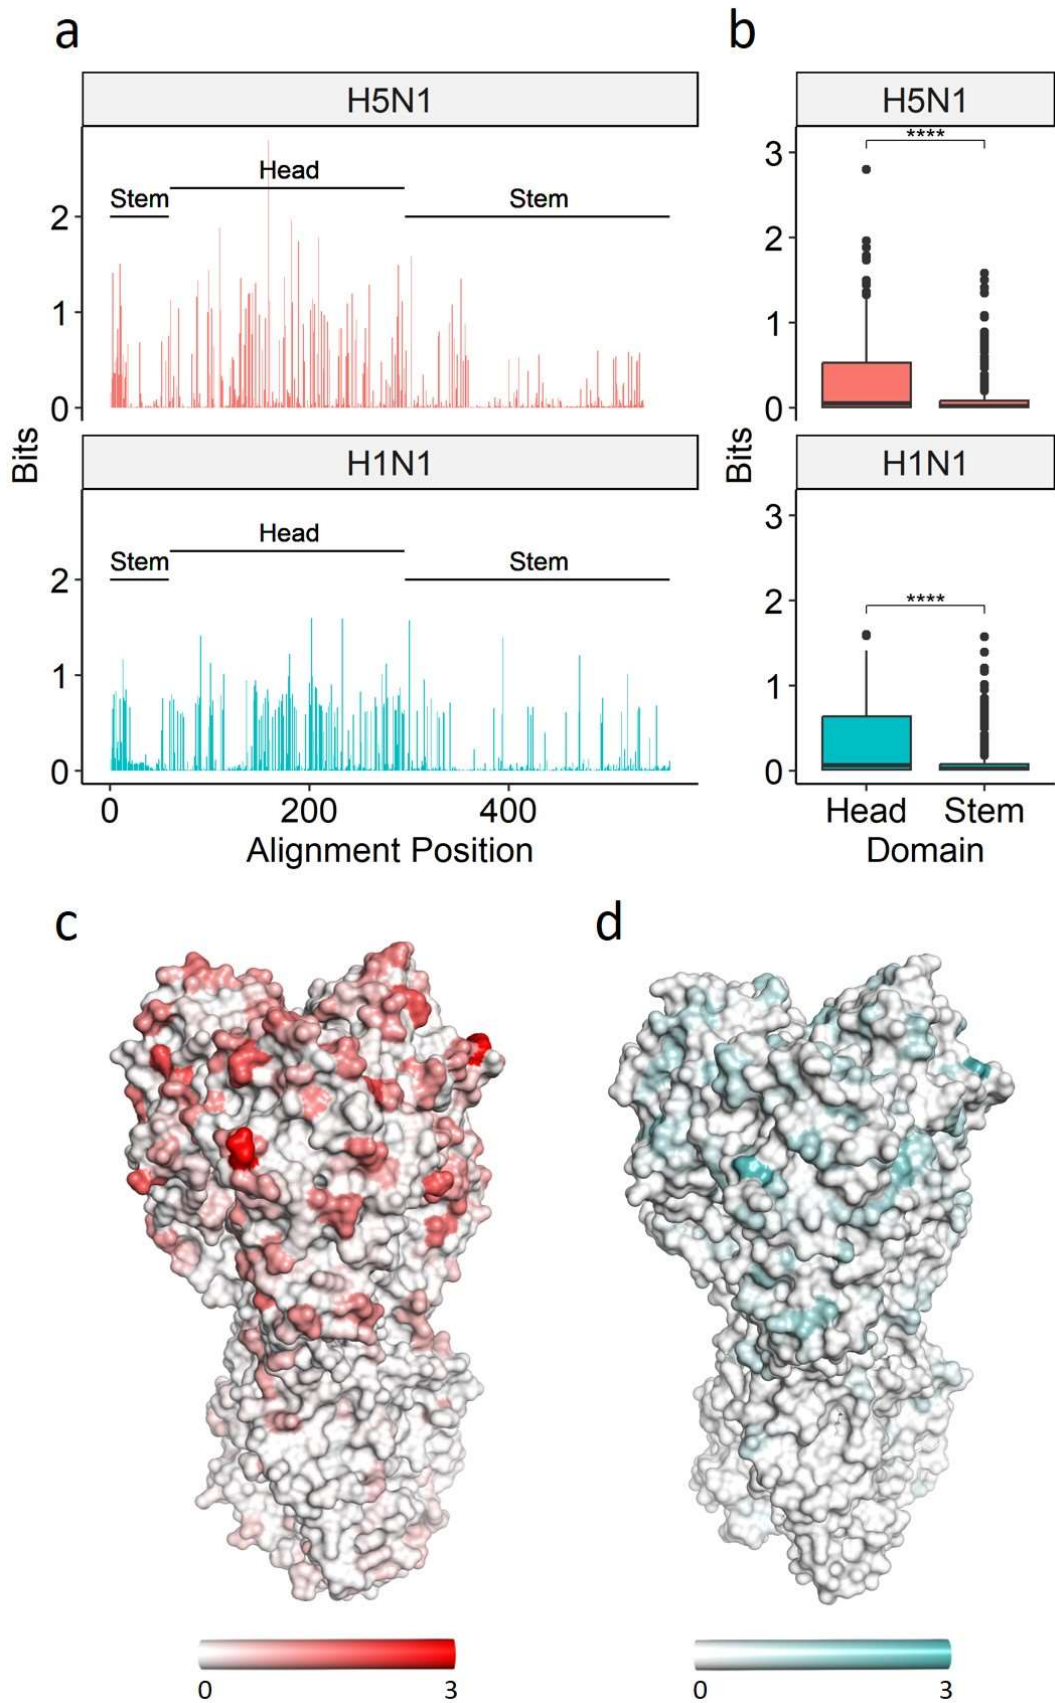 a
b
H5N1
H5N1
Head
Stem
Stem
2
1
0
****
3
2
1
0
Bits
Bits
H1N1
H1N1
Head
Stem
Stem
2
1
0
****
3
2
1
0
0
200
400
Alignment Position
Head
Stem
Domain
c
d
0
3
0
3